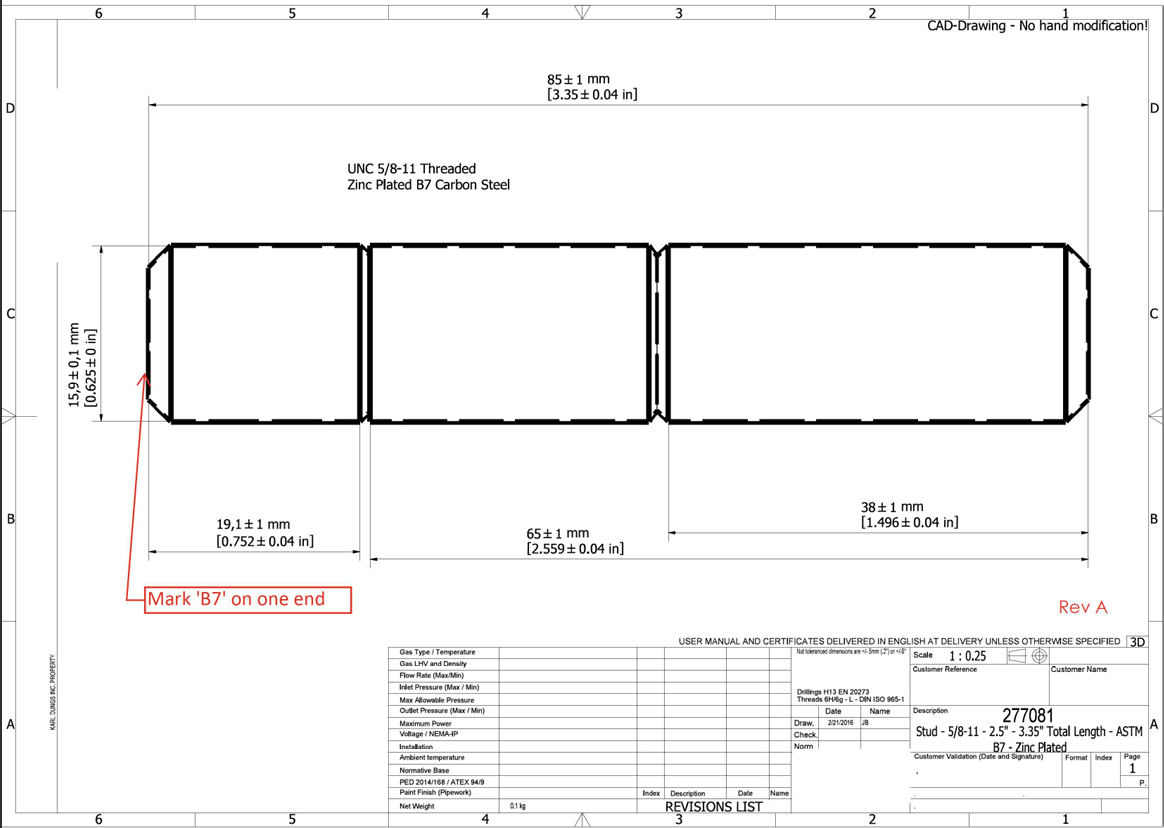 6 5 4 3 2 1
CAD-Drawing - No hand modification!
85± 1 mm
[3.35± 0.04 in]
D D
UNC 5/8-11 Threaded
Zinc Plated B7 Carbon Steel
C C
15,9± 0,1 mm
[0.625± 0 in]
38± 1 mm
[1.496± 0.04 in]
B B
19,1± 1 mm
[0.752± 0.04 in]
65± 1 mm
[2.559± 0.04 in]
Mark 'B7' on one end
Rev A
KARL DUNGS INC. PROPERTY
USER MANUAL AND CERTIFICATES DELIVERED IN ENGLISH AT DELIVERY UNLESS OTHERWISE SPECIFIED 3D
Gas Type / Temperature
Gas LHV and Density
Flow Rate (Max/Min)
Inlet Pressure (Max / Min)
Max Allowable Pressure
Outlet Pressure (Max / Min)
Maximum Power
Voltage / NEMA-IP
Installation
Ambient temperature
Normative Base
PED 2014/168 / ATEX 94/9
Paint Finish (Pipework)
Net Weight 0,1 kg
Index Description Date Name
REVISIONS LIST
Not toleranced dimensions are +/- 5mm (.2") or +/-5°
Drillings H13 EN 20273
Threads 6H/6g - L - DIN ISO 965-1
Date Name
Draw. 2/21/2016 JB
Check.
Norm
Scale 1 : 0.25
Customer Reference Customer Name
Description
277081
Stud - 5/8-11 - 2.5" - 3.35" Total Length - ASTM
B7 - Zinc Plated
Customer Validation (Date and Signature) Format Index Page
1
P.
A A
6 5 4 3 2 1